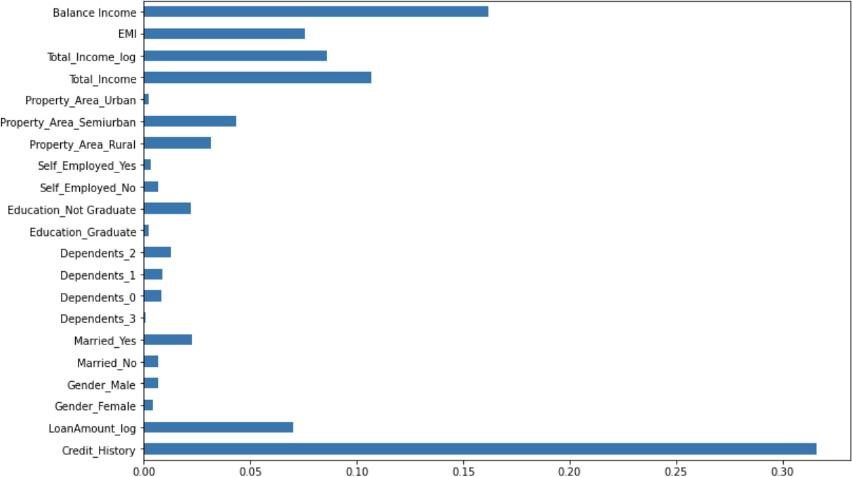 Balance Income
EMI
Total_Income_log
Total_Income
Property_Area_Urban
Property_Area_Semiurban
Property_Area_Rural
Self_Employed_Yes
Self_Employed_No
Education_Not Graduate
Education_Graduate
Dependents_2
Dependents_1
Dependents_0
Dependents_3
Married_Yes
Married_No
Gender_Male
Gender_Female
LoanAmount_log
Credit_History
0.00 0.05 0.10 0.15 0.20 0.25 0.30